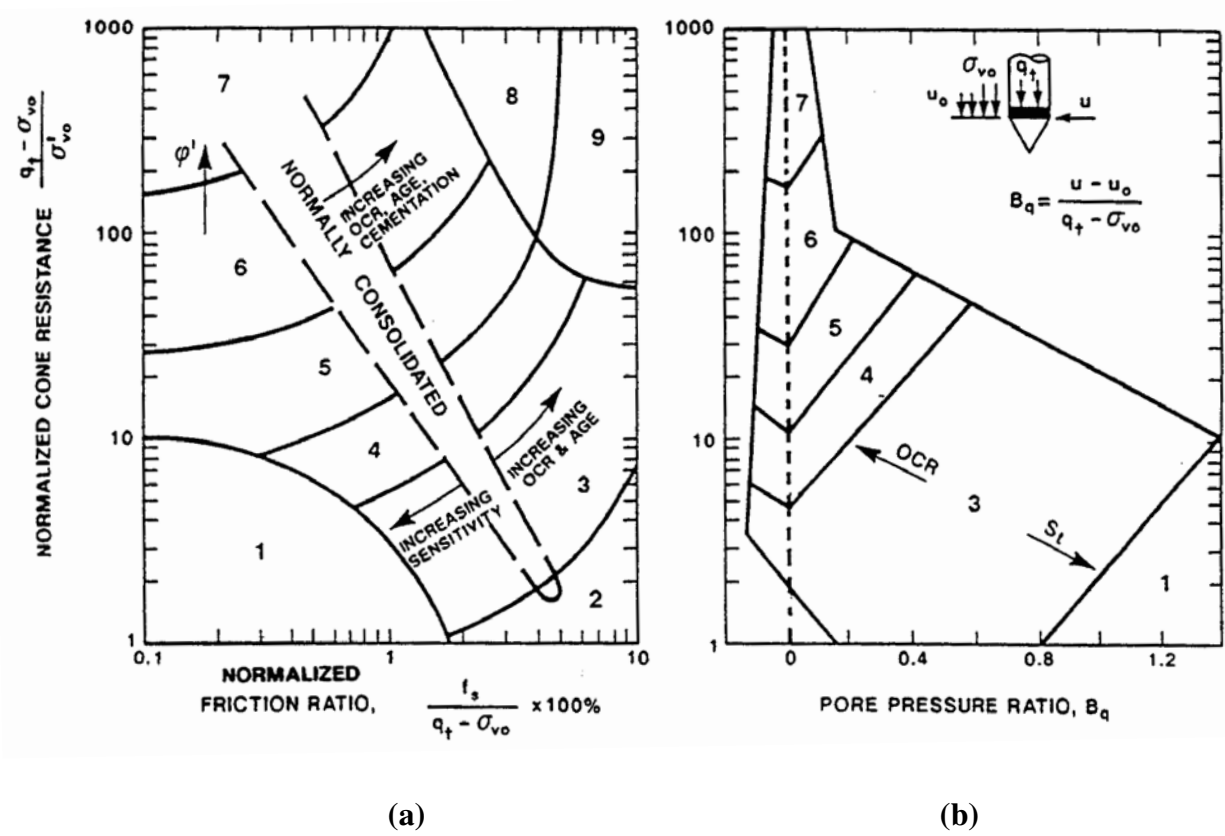 1000
100
10
1
0.1
1
10
NORMALIZED CONE RESISTANCE
q_t - σ_vo
σ'_vo
7
8
9
φ'
6
5
4
1
3
2
NORMALLY CONSOLIDATED
INCREASING
OCR, AGE,
CEMENTATION
INCREASING
OCR & AGE
INCREASING
SENSITIVITY
NORMALIZED
FRICTION RATIO, f_s / q_t - σ_vo x100%
1000
100
10
1
0
0.4
0.8
1.2
7
6
5
4
3
1
OCR
S_t
σ_vo
q_t
u_o
u
B_q = u - u_o / q_t - σ_vo
PORE PRESSURE RATIO, B_q
(a)
(b)